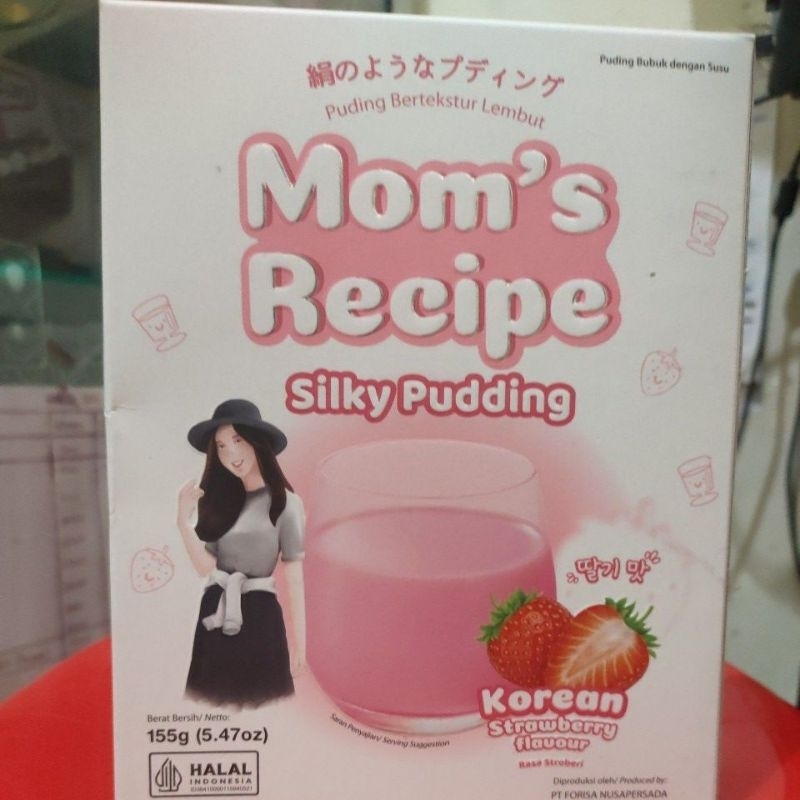 Puding Bubuk dengan Susu
絹のようなプディング
Puding Bertekstur Lembut
Mom's
Recipe
Silky Pudding
딸기 맛
Korean
Strawberry
flavour
Rasa Stroberi
Saran Penyajian/ Serving Suggestion
Berat Bersih/ Netto:
155g (5.47oz)
HALAL
INDONESIA
Diproduksi oleh/ Produced by:
PT FORISA NUSAPERSADA